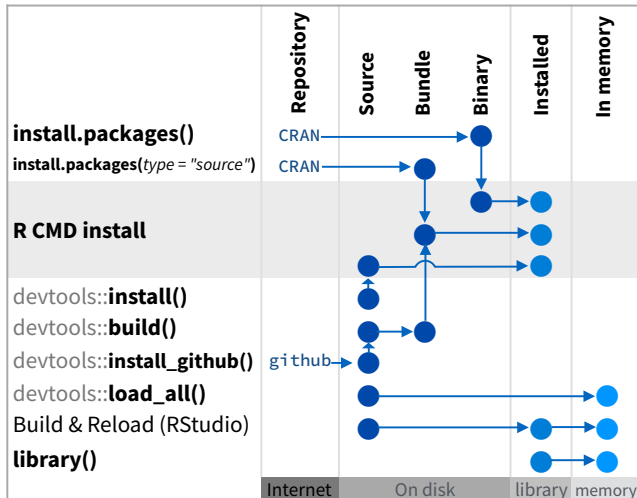 Repository
Source
Bundle
Binary
Installed
In memory
install.packages() CRAN
install.packages(type = "source") CRAN
R CMD install
devtools::install()
devtools::build()
devtools::install_github() github
devtools::load_all()
Build & Reload (RStudio)
library()
Internet On disk library memory